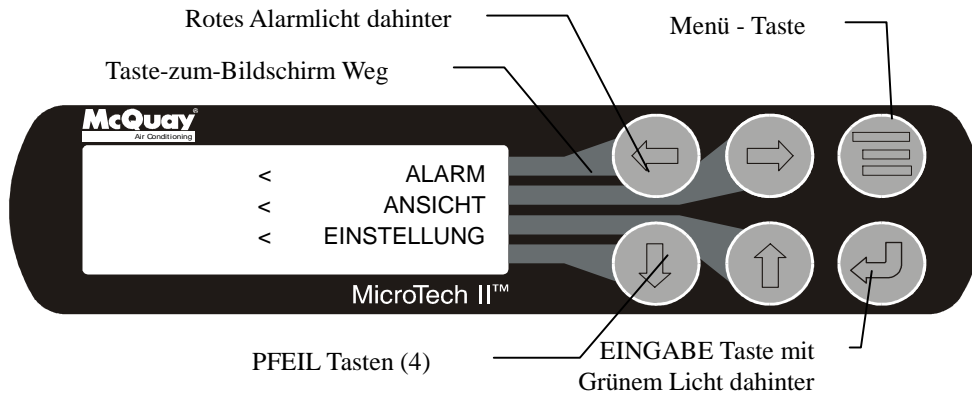 Rotes Alarmlicht dahinter
Menü - Taste
Taste-zum-Bildschirm Weg
McQuay®
Air Conditioning
< ALARM
< ANSICHT
< EINSTELLUNG
MicroTech II™
PFEIL Tasten (4)
EINGABE Taste mit
Grünem Licht dahinter